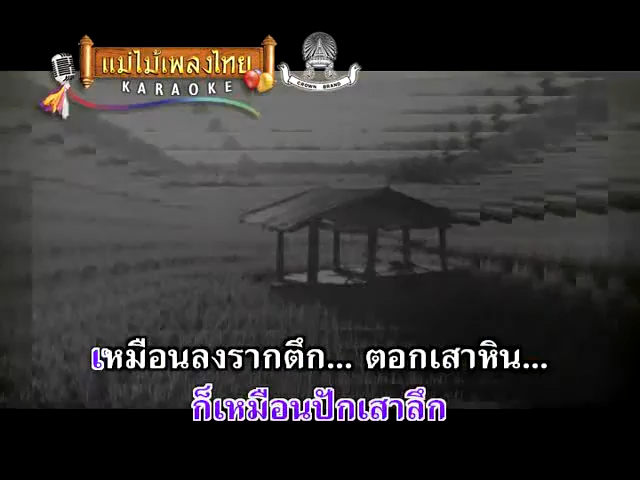 แม่ไม้เพลงไทย
KARAOKE
CROWN BRAND
เหมือนลงรากตึก... ตอกเสาหิน...
ก็เหมือนปักเสาลึก